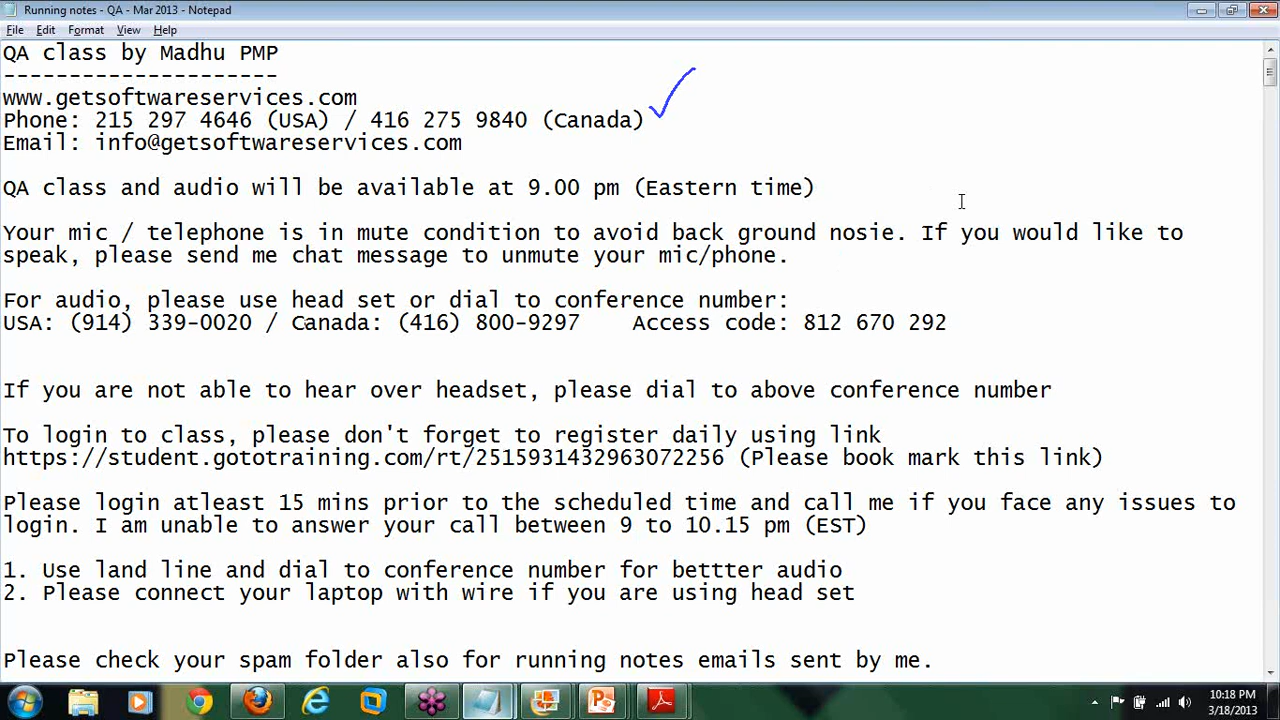 Running notes - QA - Mar 2013 - Notepad
File Edit Format View Help
QA class by Madhu PMP
---------------------
www.getsoftwareservices.com
Phone: 215 297 4646 (USA) / 416 275 9840 (Canada)
Email: info@getsoftwareservices.com
QA class and audio will be available at 9.00 pm (Eastern time)
Your mic / telephone is in mute condition to avoid back ground nosie. If you would like to
speak, please send me chat message to unmute your mic/phone.
For audio, please use head set or dial to conference number:
USA: (914) 339-0020 / Canada: (416) 800-9297    Access code: 812 670 292
If you are not able to hear over headset, please dial to above conference number
To login to class, please don't forget to register daily using link
https://student.gototraining.com/rt/2515931432963072256 (Please book mark this link)
Please login atleast 15 mins prior to the scheduled time and call me if you face any issues to
login. I am unable to answer your call between 9 to 10.15 pm (EST)
1. Use land line and dial to conference number for bettter audio
2. Please connect your laptop with wire if you are using head set
Please check your spam folder also for running notes emails sent by me.
10:18 PM
3/18/2013